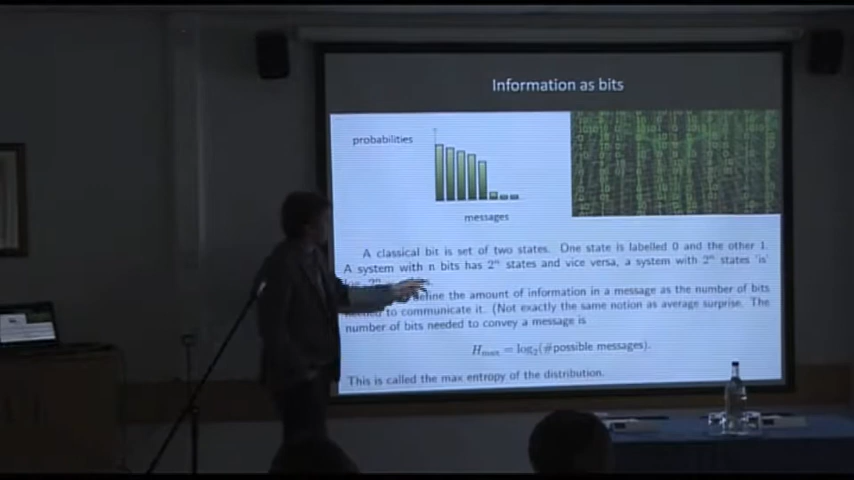 Information as bits
probabilities
messages
A classical bit is set of two states. One state is labelled 0 and the other 1.
A system with n bits has 2ⁿ states and vice versa, a system with 2ⁿ states 'is'
define the amount of information in a message as the number of bits
needed to communicate it. (Not exactly the same notion as average surprise. The
number of bits needed to convey a message is
Hmax = log₂(#possible messages).
This is called the max entropy of the distribution.